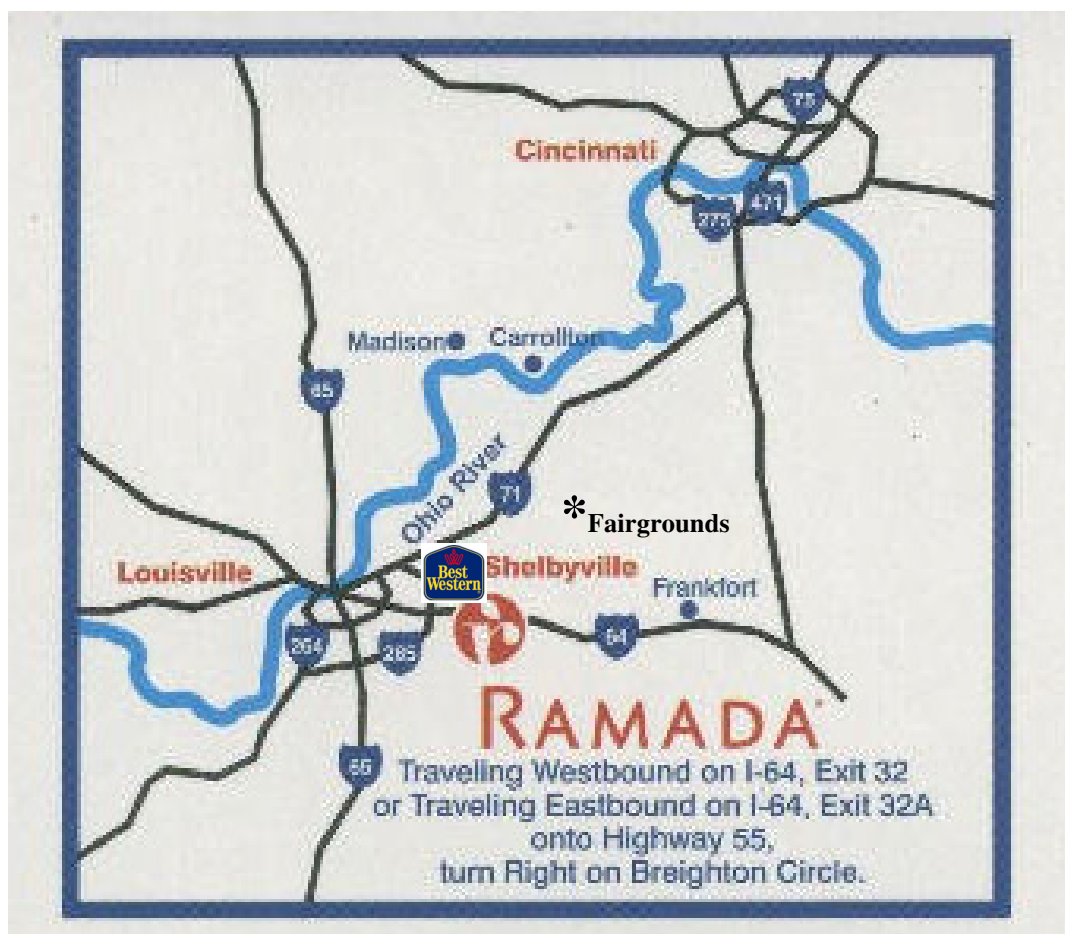 75
Cincinnati
471
275
Madison
Carrollton
65
Ohio River
71
*
Fairgrounds
Best
Western
Shelbyville
Louisville
Frankfort
264
265
64
RAMADA
65
Traveling Westbound on I-64, Exit 32
or Traveling Eastbound on I-64, Exit 32A
onto Highway 55,
turn Right on Breighton Circle.